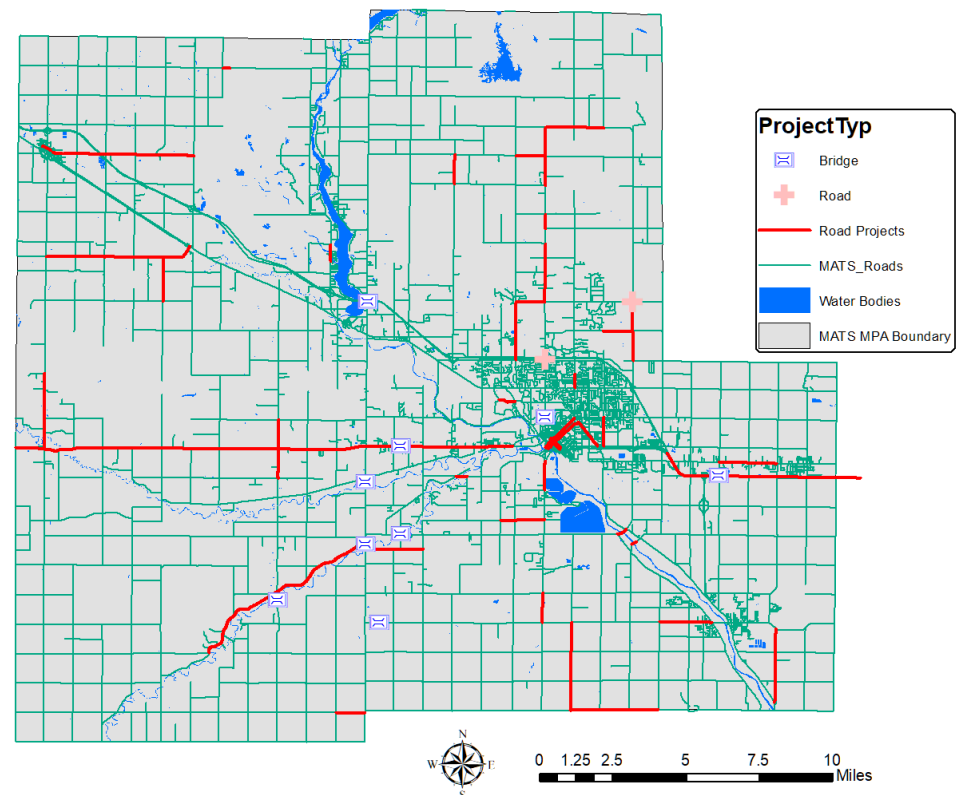 ProjectTyp
Bridge
Road
Road Projects
MATS_Roads
Water Bodies
MATS MPA Boundary
N
W E
S
0 1.25 2.5 5 7.5 10
Miles